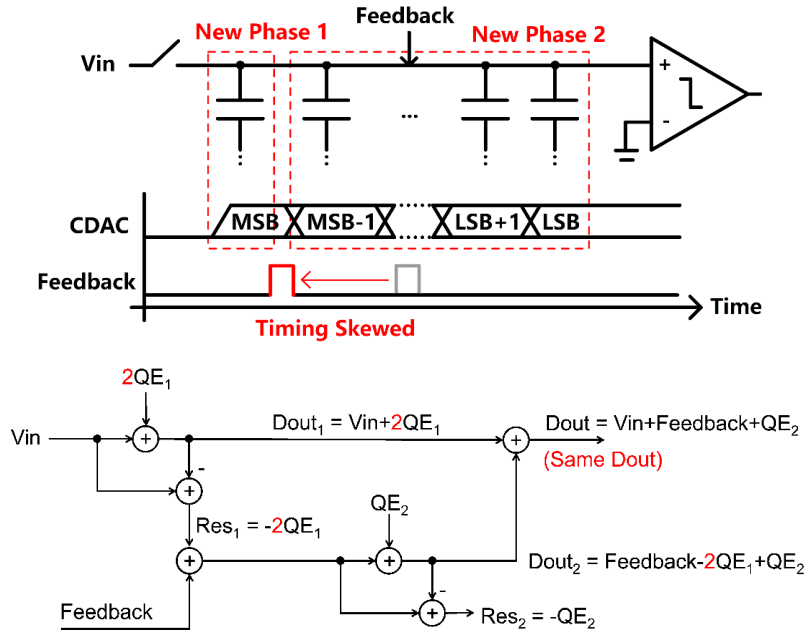 Feedback
New Phase 1
New Phase 2
Vin
+
-
...
CDAC
MSB
MSB-1
LSB+1
LSB
Feedback
Time
Timing Skewed
2QE₁
Vin
+
Dout₁ = Vin+2QE₁
+
Dout = Vin+Feedback+QE₂
(Same Dout)
-
+
Res₁ = -2QE₁
QE₂
+
+
Dout₂ = Feedback-2QE₁+QE₂
-
+
Res₂ = -QE₂
Feedback